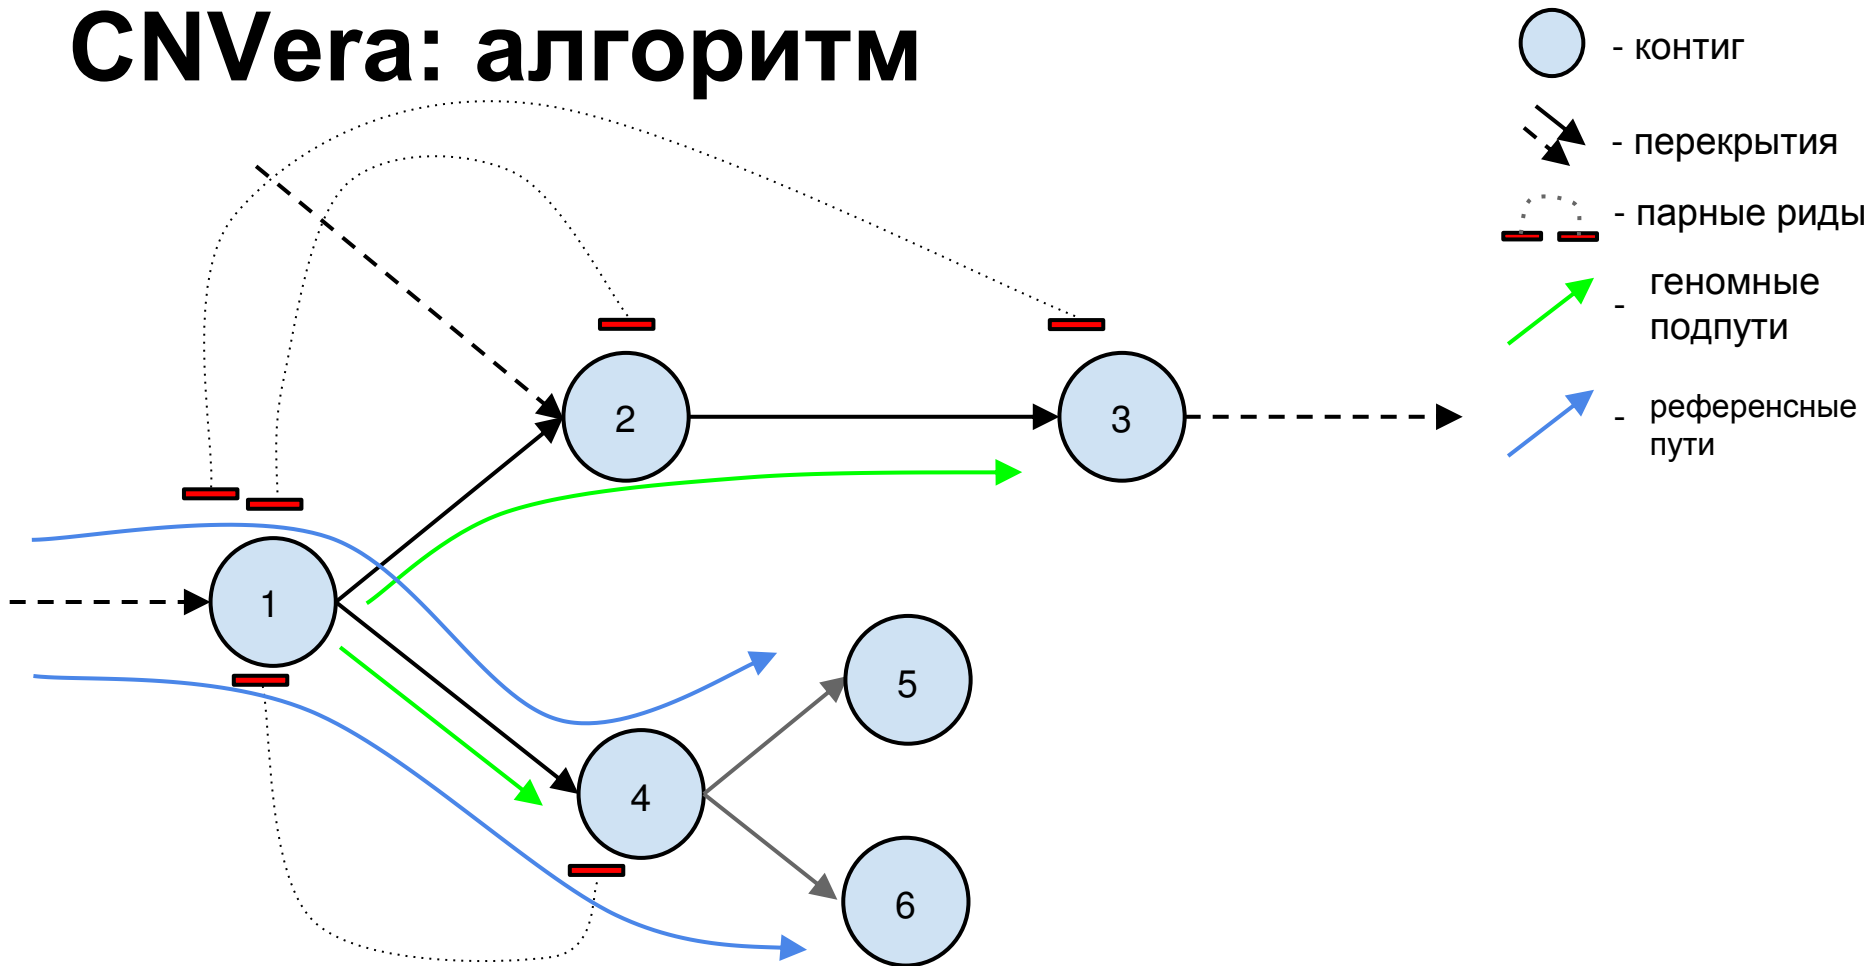 CNVera: алгоритм
- контиг
- перекрытия
- парные риды
- геномные
подпути
- референсные
пути
2
3
1
5
4
6